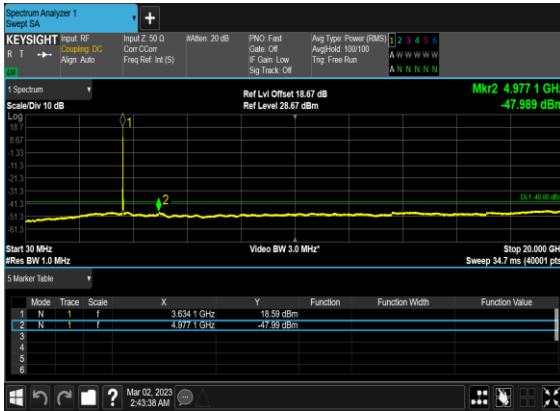 Spectrum Analyzer 1
Swept SA
+
KEYSIGHT Input: RF Input Z: 50 Ω #Atten: 20 dB PNO: Fast Avg Type: Power (RMS) 1 2 3 4 5 6
R T Coupling: DC Corr CCorr Gate: Off Avg|Hold: 100/100 A W W W W W
Align: Auto Freq Ref: Int (S) IF Gain: Low Trig: Free Run
Sig Track: Off A N N N N N
1 Spectrum
Scale/Div 10 dB
Ref Lvl Offset 18.67 dB
Ref Level 28.67 dBm
Mkr2 4.977 1 GHz
-47.989 dBm
Log
18.7
8.67
-1.33
-11.3
-21.3
-31.3
-41.3
-51.3
-61.3
1
2
DL1 -40.00 dBm
Start 30 MHz Video BW 3.0 MHz* Stop 20.000 GHz
#Res BW 1.0 MHz Sweep 34.7 ms (40001 pts)
5 Marker Table
Mode Trace Scale X Y Function Function Width Function Value
1 N 1 f 3.634 1 GHz 18.59 dBm
2 N 1 f 4.977 1 GHz -47.99 dBm
3
4
5
6
?
Mar 02, 2023
2:43:38 AM